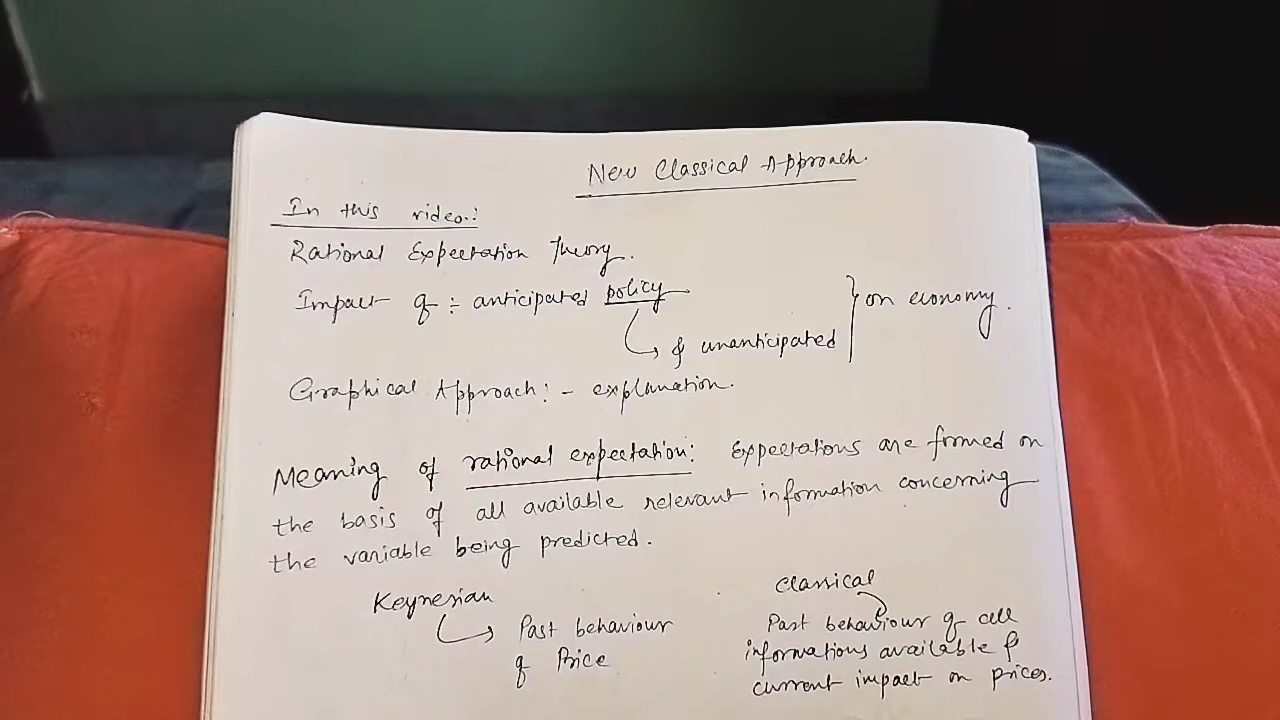 New Classical Approach.
In this video:
Rational Expectation Theory.
Impact of ÷ anticipated policy
& unanticipated
} on economy.
Graphical Approach: - explanation.
Meaning of rational expectation: Expectations are formed on
the basis of all available relevant information concerning
the variable being predicted.
Keynesian
Past behaviour
of Price
Classical
Past behaviour of all
informations available &
current impact on prices.